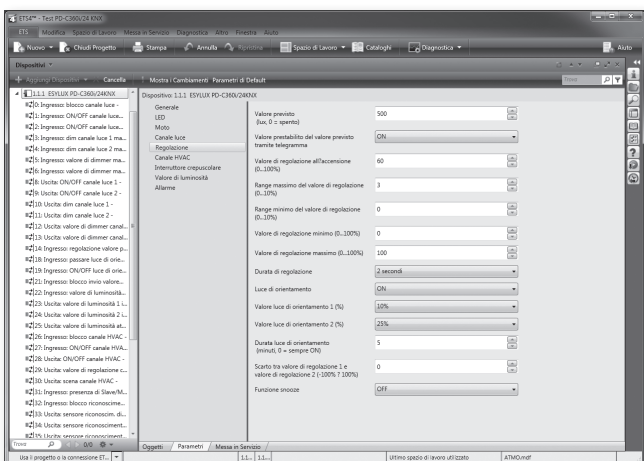 ETS4™ - Test PD-C360i/24 KNX
ETS Modifica Spazio di Lavoro Messa in Servizio Diagnostica Altro Finestra Aiuto
Nuovo Chiudi Progetto Stampa Annulla Ripristina Spazio di Lavoro Cataloghi Diagnostica Aiuto
Dispositivi
Aggiungi Dispositivi Cancella Mostra i Cambiamenti Parametri di Default Trova
1.1.1 ESYLUX PD-C360i/24KNX
0: Ingresso: blocco canale luce -
1: Ingresso: ON/OFF canale luce...
2: Ingresso: ON/OFF canale luce...
3: Ingresso: dim canale luce 1 ma...
4: Ingresso: dim canale luce 2 ma...
5: Ingresso: valore di dimmer ma...
6: Ingresso: valore di dimmer ma...
8: Uscita: ON/OFF canale luce 1 -
9: Uscita: ON/OFF canale luce 2 -
10: Uscita: dim canale luce 1 -
11: Uscita: dim canale luce 2 -
12: Uscita: valore di dimmer canal...
13: Uscita: valore di dimmer canal...
14: Ingresso: regolazione valore p...
18: Ingresso: passare luce di orie...
19: Ingresso: ON/OFF luce di orie...
21: Ingresso: blocco invio valore...
22: Ingresso: valore di luminosità...
23: Uscita: valore di luminosità 1 i...
24: Uscita: valore di luminosità 2 i...
25: Uscita: valore di luminosità at...
26: Ingresso: blocco canale HVAC -
27: Ingresso: ON/OFF canale HVA...
28: Uscita: ON/OFF canale HVAC -
29: Uscita: valore di regolazione c...
30: Uscita: scena canale HVAC -
31: Ingresso: presenza di Slave/M...
32: Ingresso: blocco riconoscime...
33: Uscita: sensore riconoscim. di...
34: Uscita: sensore riconosciment...
35: Uscita: sensore riconosciment...
Trova 0/0
Dispositivo: 1.1.1 ESYLUX PD-C360i/24KNX
Generale
LED
Moto
Canale luce
Regolazione
Canale HVAC
Interruttore crepuscolare
Valore di luminosità
Allarme
Valore previsto
(lux, 0 = spento)
500
Valore prestabilito del valore previsto
tramite telegramma
ON
Valore di regolazione all?accensione
(0...100%)
60
Range massimo del valore di regolazione
(0...10%)
3
Range minimo del valore di regolazione
(0...10%)
0
Valore di regolazione minimo (0...100%)
0
Valore di regolazione massimo (0...100%)
100
Durata di regolazione
2 secondi
Luce di orientamento
ON
Valore luce di orientamento 1 (%)
10%
Valore luce di orientamento 2 (%)
25%
Durata luce di orientamento
(minuti, 0 = sempre ON)
5
Scarto tra valore di regolazione 1 e
valore di regolazione 2 (-100% ? 100%)
0
Funzione snooze
OFF
Oggetti Parametri Messa in Servizio
Usa il progetto o la connessione ET... 1.1... 1.1... Ultimo spazio di lavoro utilizzato ATMO.mdf